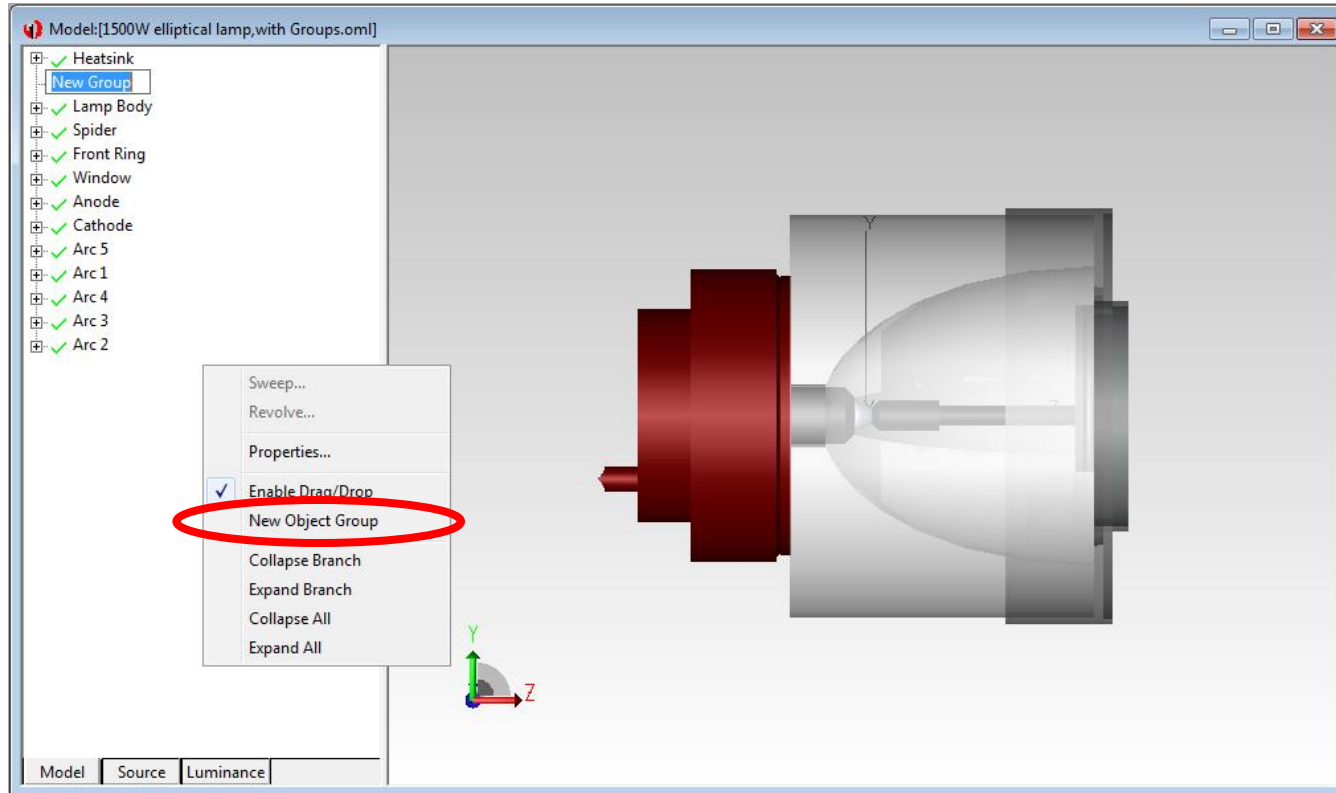 Model:[1500W elliptical lamp,with Groups.oml]
Heatsink
New Group
Lamp Body
Spider
Front Ring
Window
Anode
Cathode
Arc 5
Arc 1
Arc 4
Arc 3
Arc 2
Sweep...
Revolve...
Properties...
Enable Drag/Drop
New Object Group
Collapse Branch
Expand Branch
Collapse All
Expand All
Model Source Luminance
Y
Y
Z
Y
Z